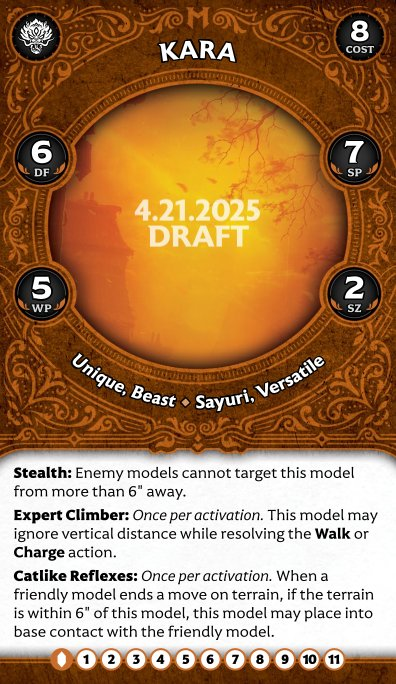 KARA
8
COST
6
DF
7
SP
4.21.2025
DRAFT
5
WP
2
SZ
Unique, Beast ◆ Sayuri, Versatile
Stealth: Enemy models cannot target this model
from more than 6" away.
Expert Climber: Once per activation. This model may
ignore vertical distance while resolving the Walk or
Charge action.
Catlike Reflexes: Once per activation. When a
friendly model ends a move on terrain, if the terrain
is within 6" of this model, this model may place into
base contact with the friendly model.
1 2 3 4 5 6 7 8 9 10 11